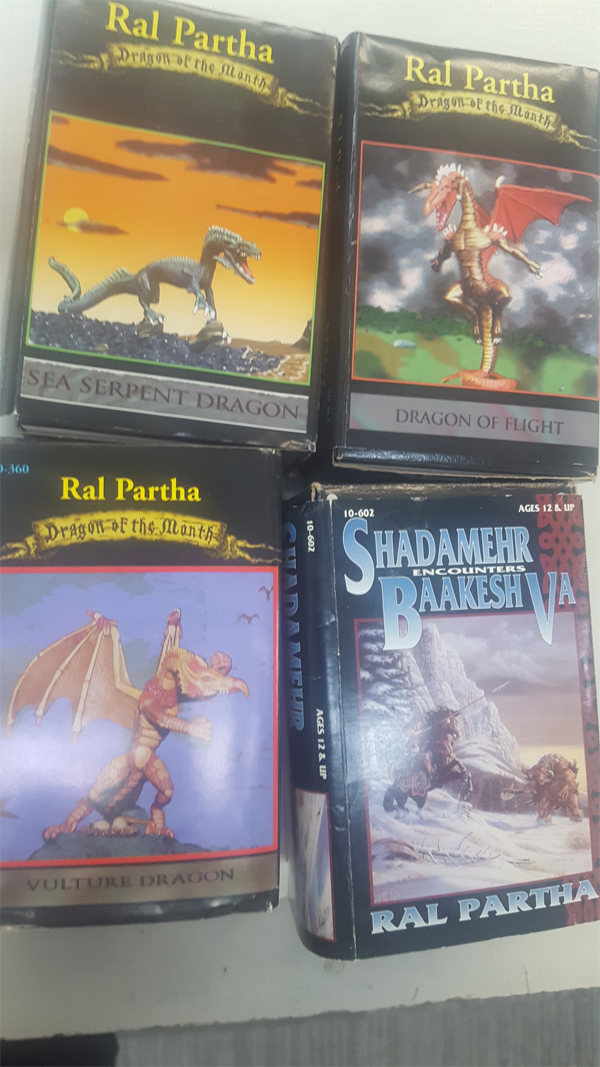 Ral Partha
Dragon of the Month
SEA SERPENT DRAGON
Ral Partha
Dragon of the Month
DRAGON OF FLIGHT
0-360
Ral Partha
Dragon of the Month
VULTURE DRAGON
10-602
SHADAMEHR
AGES 12 & UP
10-602
AGES 12 & UP
SHADAMEHR
ENCOUNTERS
BAAKESH VA
RAL PARTHA